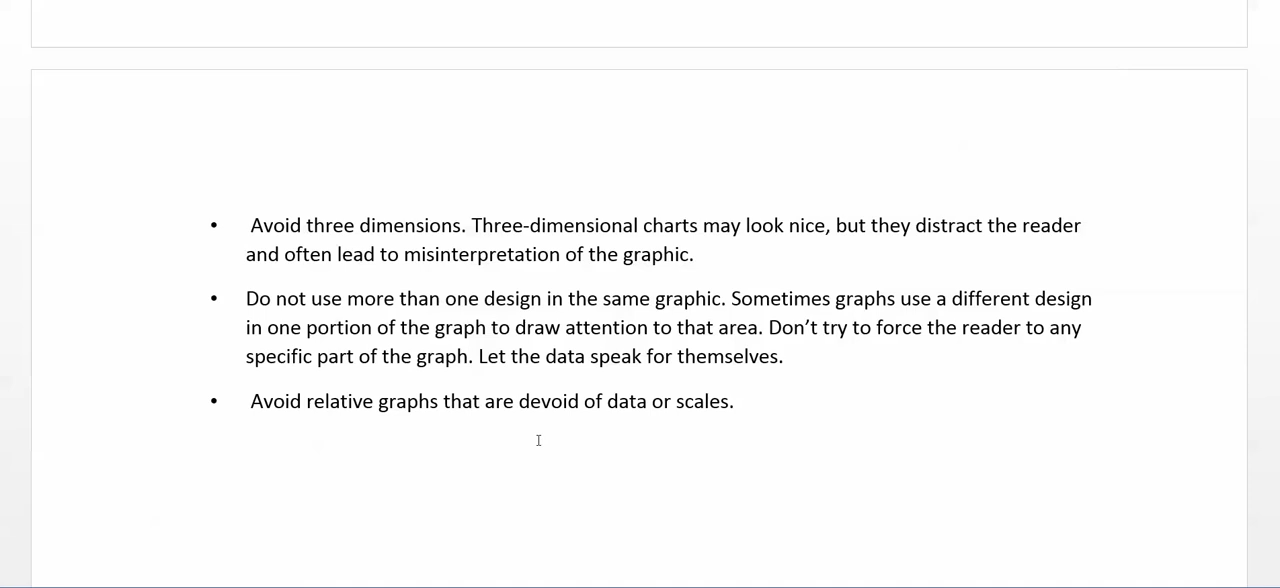 • Avoid three dimensions. Three-dimensional charts may look nice, but they distract the reader
and often lead to misinterpretation of the graphic.
• Do not use more than one design in the same graphic. Sometimes graphs use a different design
in one portion of the graph to draw attention to that area. Don’t try to force the reader to any
specific part of the graph. Let the data speak for themselves.
• Avoid relative graphs that are devoid of data or scales.